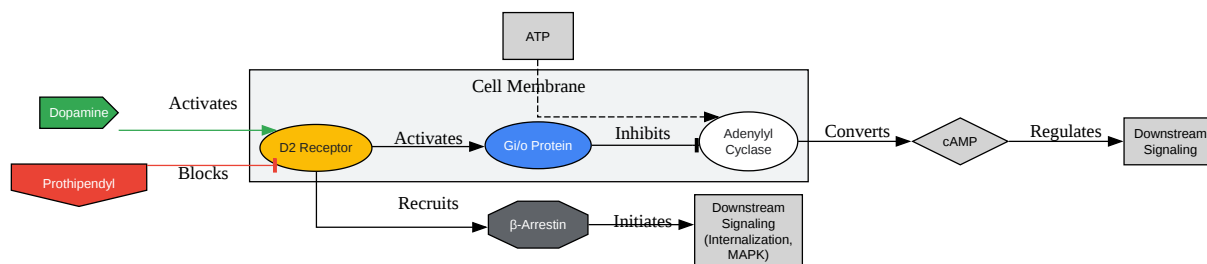 ATP
Cell Membrane
Dopamine
Activates
D2 Receptor
Activates
Gi/o Protein
Inhibits
Adenylyl
Cyclase
Converts
cAMP
Regulates
Downstream
Signaling
Prothipendyl
Blocks
Recruits
β-Arrestin
Initiates
Downstream
Signaling
(Internalization,
MAPK)